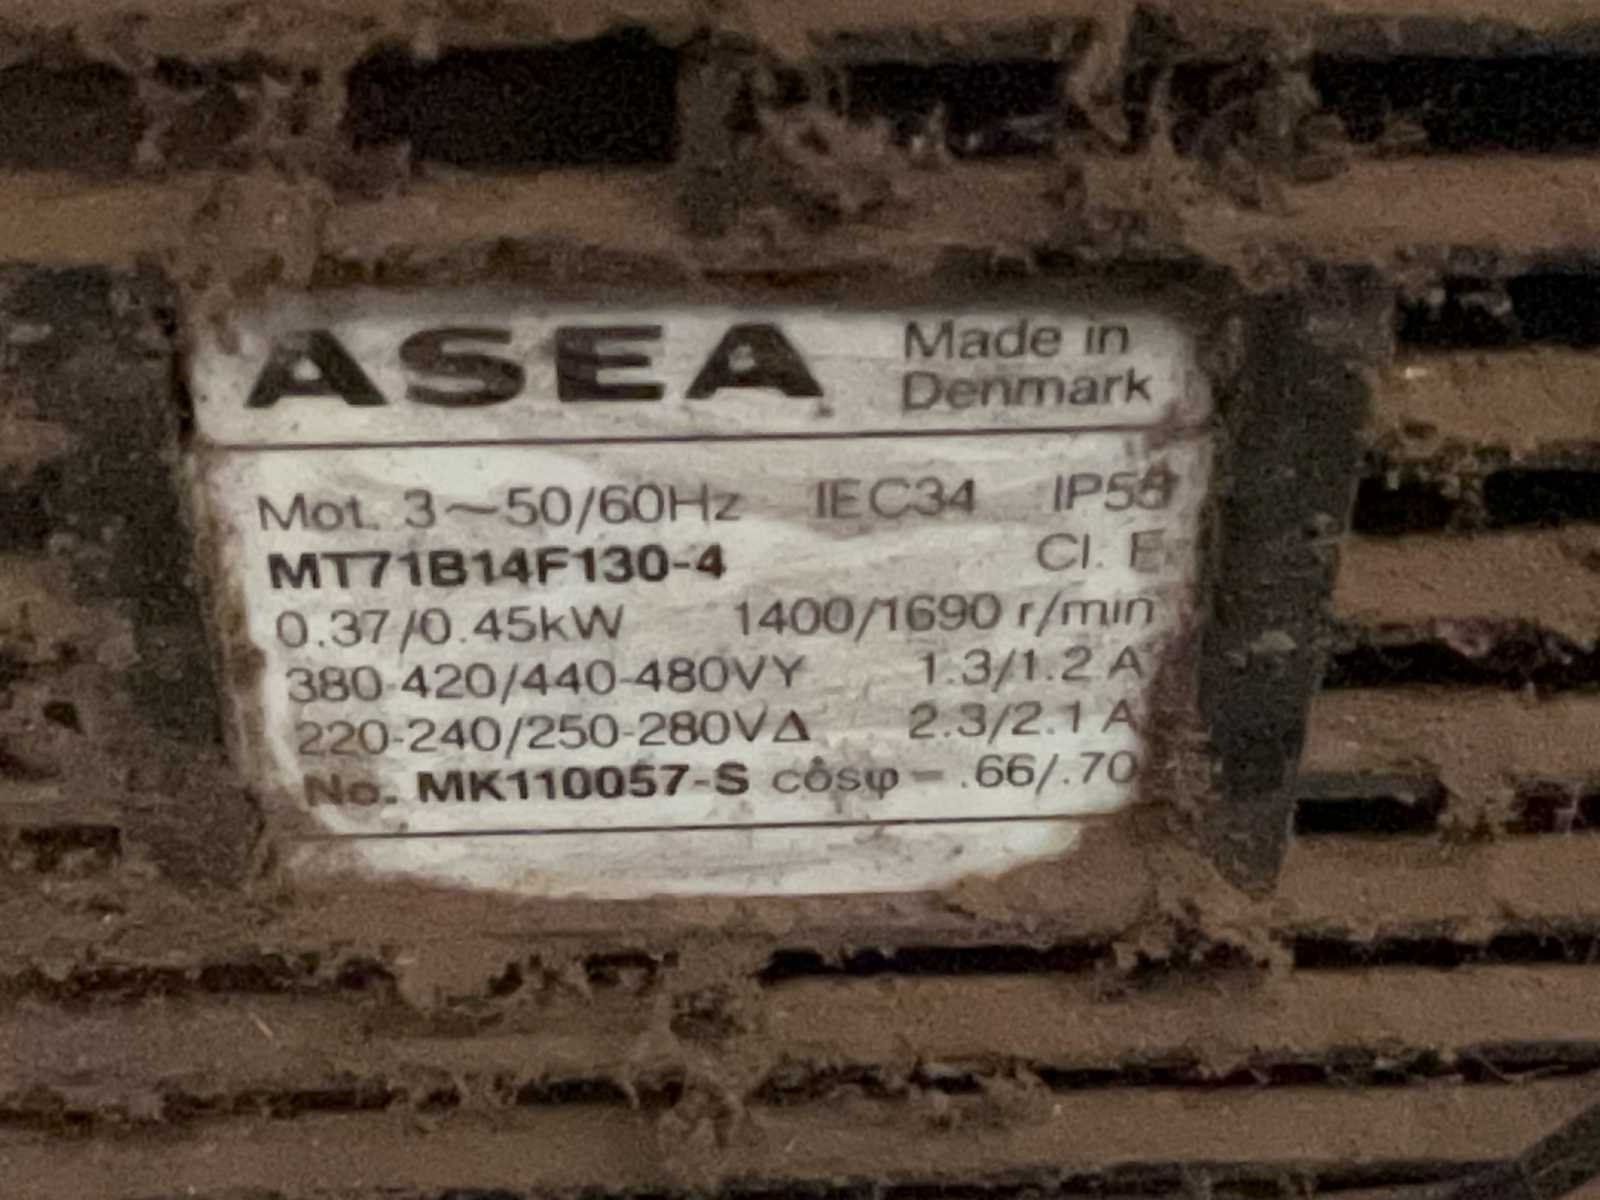 ASEA Made in Denmark
Mot. 3~50/60Hz IEC34 IP55
MT71B14F130-4 Cl. E
0.37/0.45kW 1400/1690 r/min
380-420/440-480VY 1.3/1.2 A
220-240/250-280VΔ 2.3/2.1 A
No. MK110057-S cosφ = .66/.70